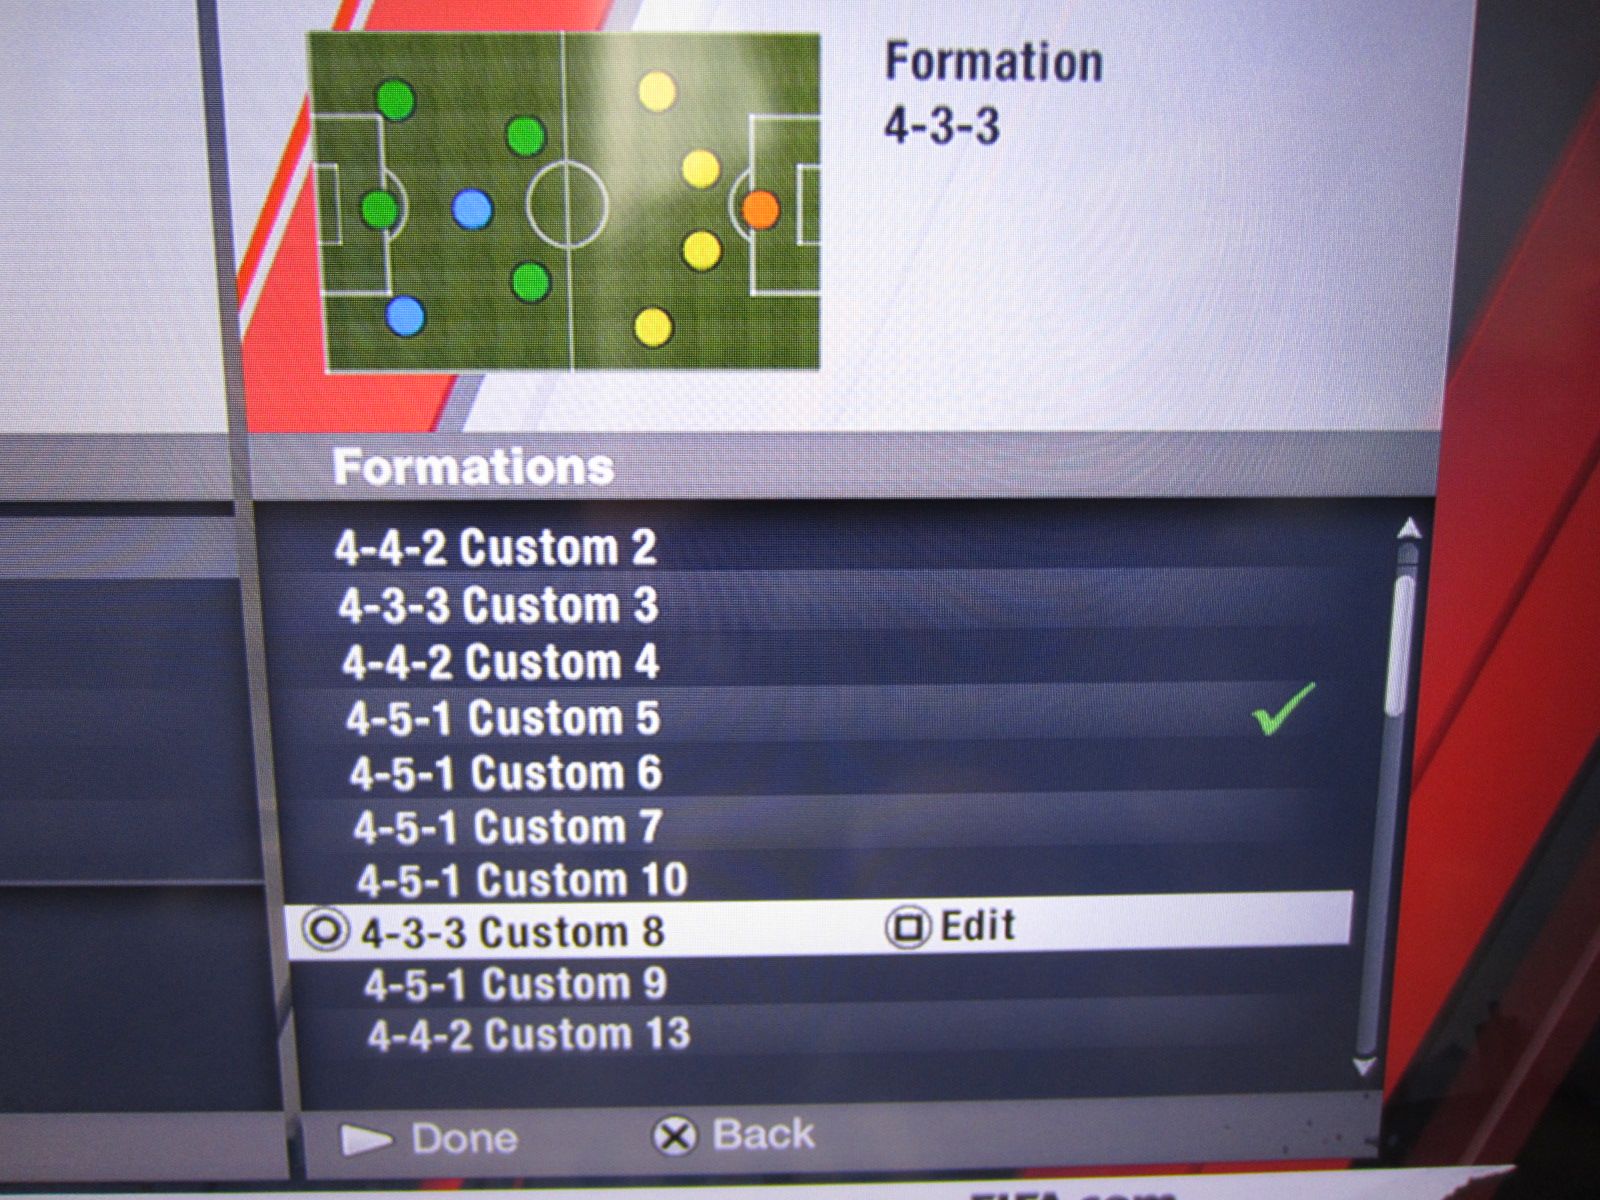 Formation
4-3-3
Formations
4-4-2 Custom 2
4-3-3 Custom 3
4-4-2 Custom 4
4-5-1 Custom 5
4-5-1 Custom 6
4-5-1 Custom 7
4-5-1 Custom 10
4-3-3 Custom 8 Edit
4-5-1 Custom 9
4-4-2 Custom 13
Done Back
FIFA.com